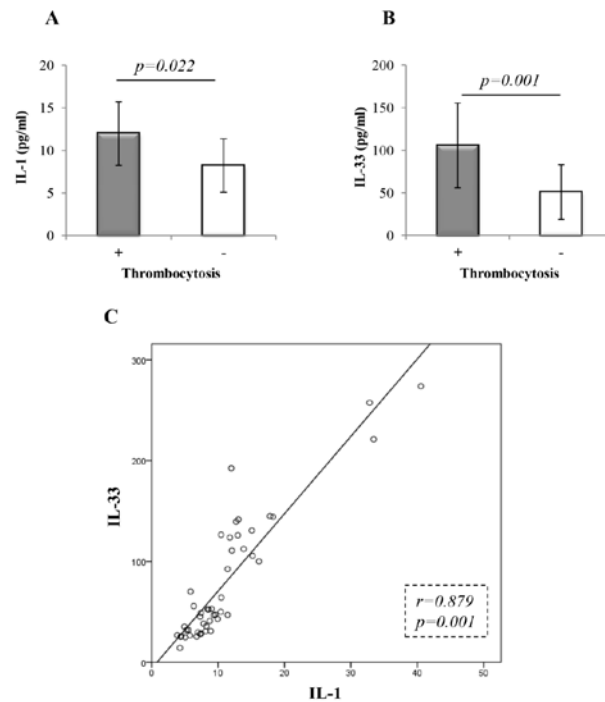 A
B
p=0.022
p=0.001
IL-1 (pg/ml)
20
15
10
5
0
+
-
Thrombocytosis
IL-33 (pg/ml)
200
150
100
50
0
+
-
Thrombocytosis
C
IL-33
300
200
100
0
0
10
20
30
40
50
IL-1
r=0.879
p=0.001